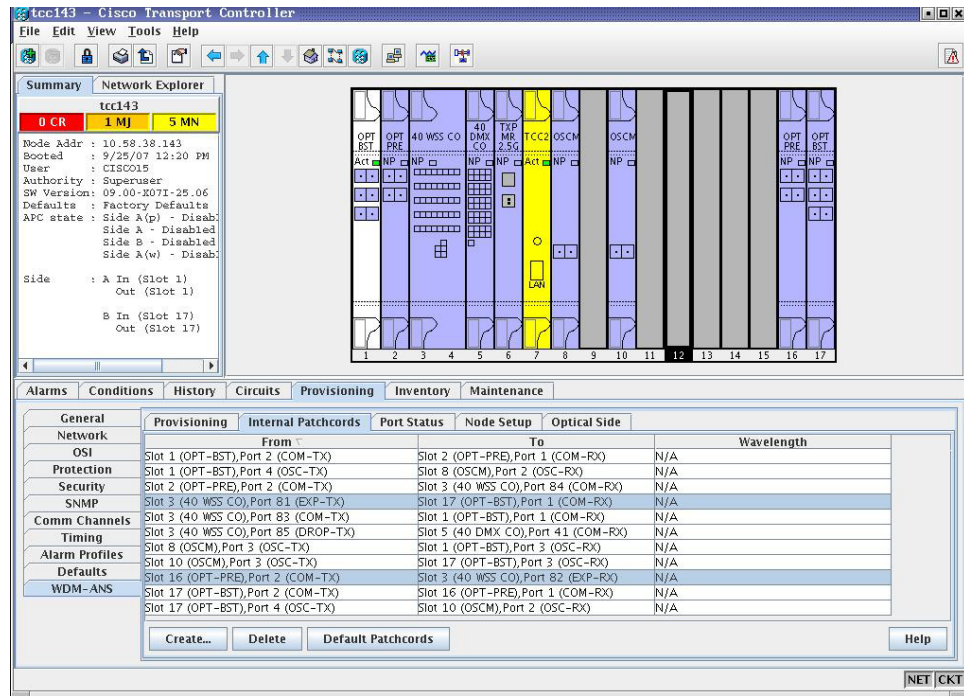 tcc143 - Cisco Transport Controller
File Edit View Tools Help
Summary Network Explorer
tcc143
0 CR 1 MJ 5 MN
Node Addr : 10.58.38.143
Booted : 9/25/07 12:20 PM
User : CISCO15
Authority : Superuser
SW Version: 09.00-X07I-25.06
Defaults : Factory Defaults
APC state : Side A(p) - Disabl
Side A - Disabled
Side B - Disabled
Side A(w) - Disabl
Side : A In (Slot 1)
Out (Slot 1)
B In (Slot 17)
Out (Slot 17)
OPT BST OPT PRE 40 WSS CO 40 DMX CO TXP MR 2.5G TCC2 OSCM OSCM OPT PRE OPT BST
Act NP NP NP NP Act NP NP NP NP
LAN
1 2 3 4 5 6 7 8 9 10 11 12 13 14 15 16 17
Alarms Conditions History Circuits Provisioning Inventory Maintenance
General
Network
OSI
Protection
Security
SNMP
Comm Channels
Timing
Alarm Profiles
Defaults
WDM-ANS
Provisioning Internal Patchcords Port Status Node Setup Optical Side
From To Wavelength
Slot 1 (OPT-BST),Port 2 (COM-TX) Slot 2 (OPT-PRE),Port 1 (COM-RX) N/A
Slot 1 (OPT-BST),Port 4 (OSC-TX) Slot 8 (OSCM),Port 2 (OSC-RX) N/A
Slot 2 (OPT-PRE),Port 2 (COM-TX) Slot 3 (40 WSS CO),Port 84 (COM-RX) N/A
Slot 3 (40 WSS CO),Port 81 (EXP-TX) Slot 17 (OPT-BST),Port 1 (COM-RX) N/A
Slot 3 (40 WSS CO),Port 83 (COM-TX) Slot 1 (OPT-BST),Port 1 (COM-RX) N/A
Slot 3 (40 WSS CO),Port 85 (DROP-TX) Slot 5 (40 DMX CO),Port 41 (COM-RX) N/A
Slot 8 (OSCM),Port 3 (OSC-TX) Slot 1 (OPT-BST),Port 3 (OSC-RX) N/A
Slot 10 (OSCM),Port 3 (OSC-TX) Slot 17 (OPT-BST),Port 3 (OSC-RX) N/A
Slot 16 (OPT-PRE),Port 2 (COM-TX) Slot 3 (40 WSS CO),Port 82 (EXP-RX) N/A
Slot 17 (OPT-BST),Port 2 (COM-TX) Slot 16 (OPT-PRE),Port 1 (COM-RX) N/A
Slot 17 (OPT-BST),Port 4 (OSC-TX) Slot 10 (OSCM),Port 2 (OSC-RX) N/A
Create... Delete Default Patchcords Help
NET CKT